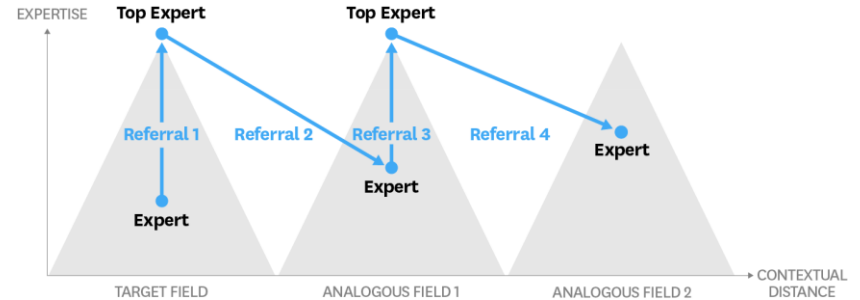 EXPERTISE
Top Expert
Top Expert
Referral 1
Referral 2
Referral 3
Referral 4
Expert
Expert
Expert
TARGET FIELD
ANALOGOUS FIELD 1
ANALOGOUS FIELD 2
CONTEXTUAL
DISTANCE